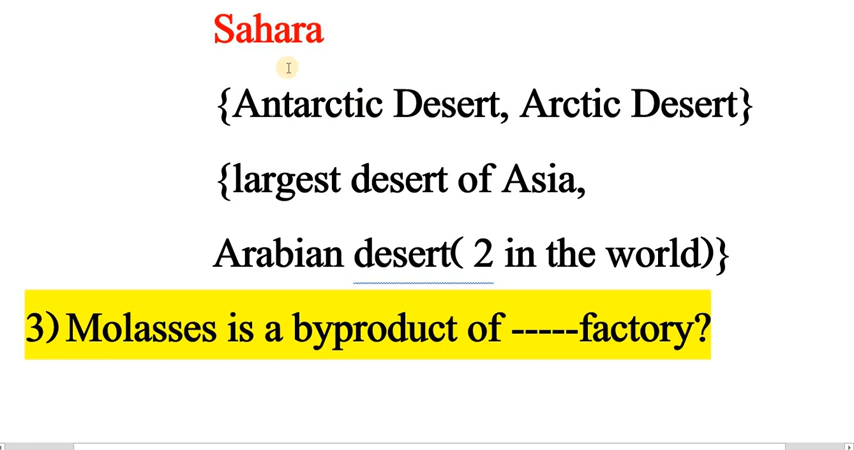 Sahara
{Antarctic Desert, Arctic Desert}
{largest desert of Asia,
Arabian desert( 2 in the world)}
3) Molasses is a byproduct of -----factory?